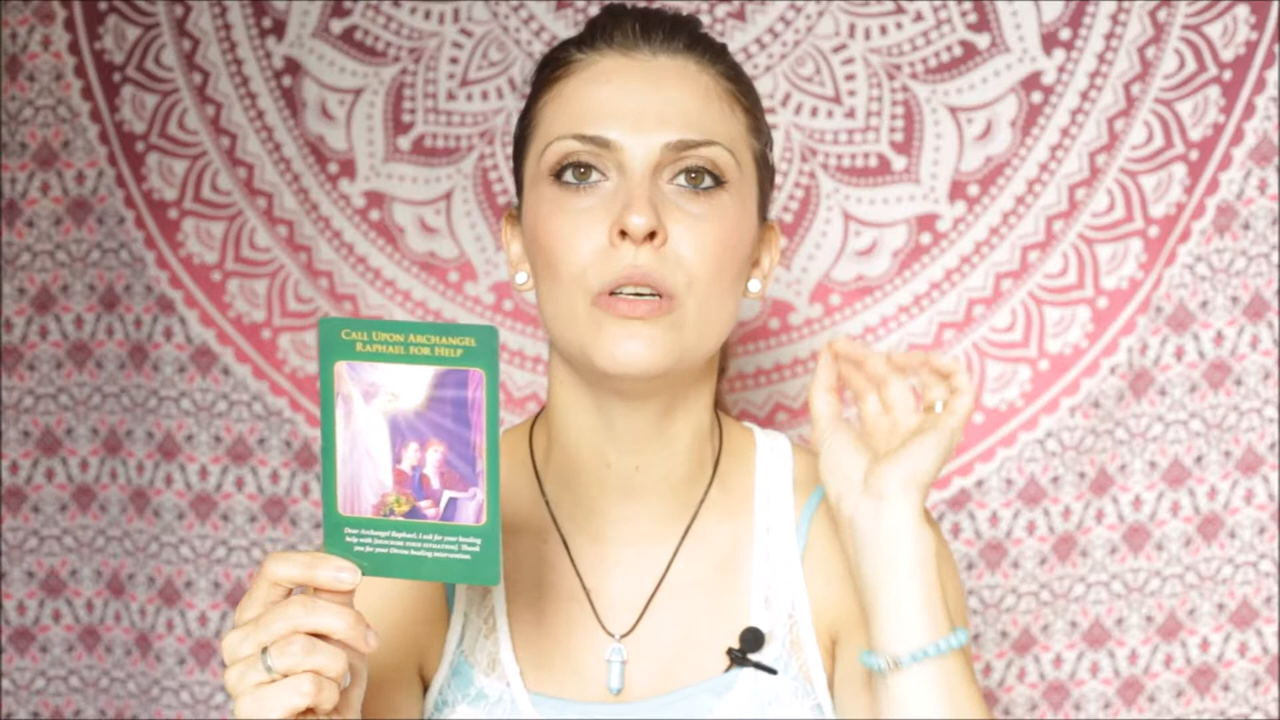 CALL UPON ARCHANGEL
RAPHAEL FOR HELP
Dear Archangel Raphael, I ask for your healing
help with [DESCRIBE YOUR SITUATION]. Thank
you for your Divine healing intervention.